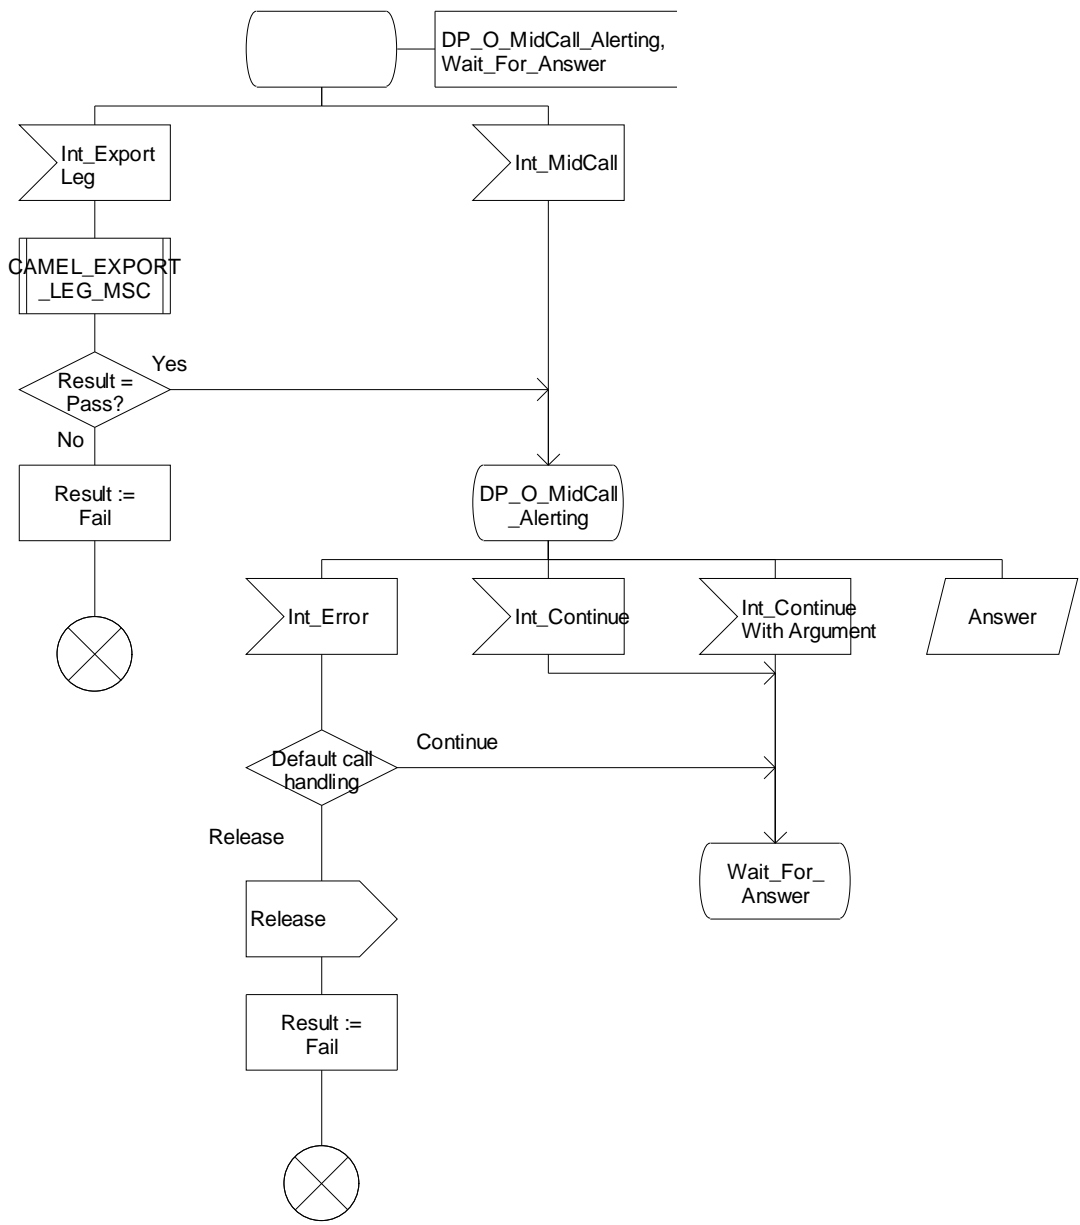 DP_O_MidCall_Alerting,
Wait_For_Answer
Int_Export
Leg
Int_MidCall
CAMEL_EXPORT
_LEG_MSC
Yes
Result =
Pass?
No
Result :=
Fail
DP_O_MidCall
_Alerting
Int_Error
Int_Continue
Int_Continue
With Argument
Answer
Default call
handling
Continue
Release
Wait_For_
Answer
Release
Result :=
Fail